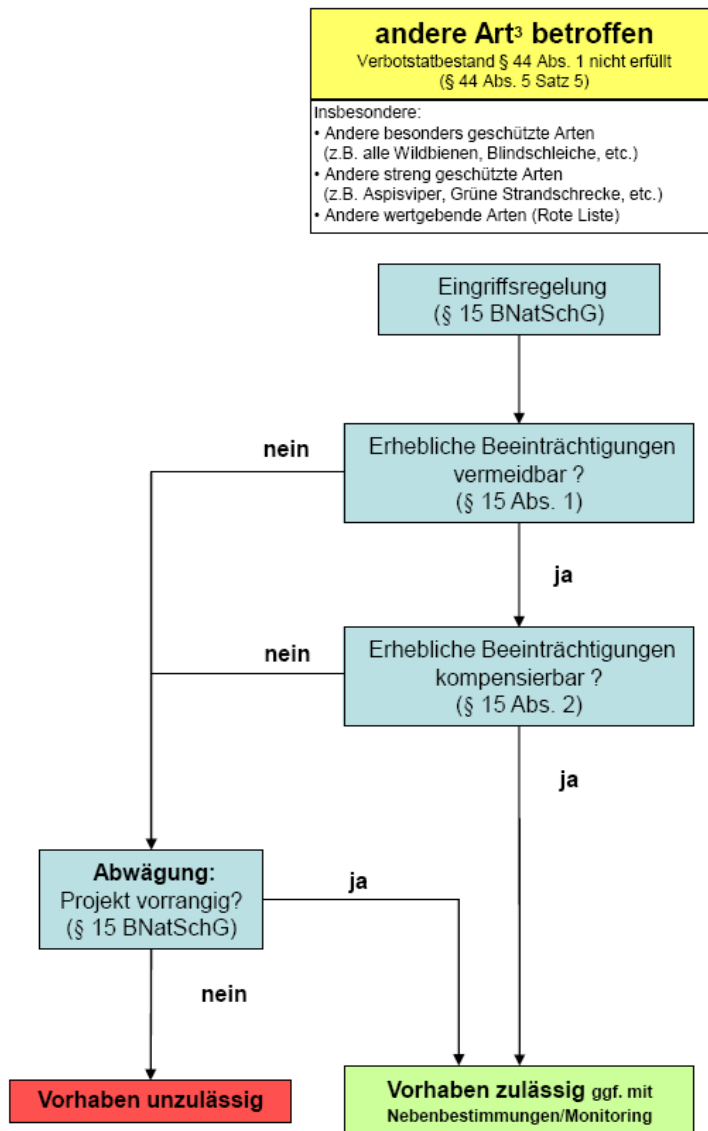 andere Art³ betroffen
Verbotstatbestand § 44 Abs. 1 nicht erfüllt
(§ 44 Abs. 5 Satz 5)
Insbesondere:
• Andere besonders geschützte Arten
(z.B. alle Wildbienen, Blindschleiche, etc.)
• Andere streng geschützte Arten
(z.B. Aspisviper, Grüne Strandschrecke, etc.)
• Andere wertgebende Arten (Rote Liste)
Eingriffsregelung
(§ 15 BNatSchG)
nein
Erhebliche Beeinträchtigungen
vermeidbar ?
(§ 15 Abs. 1)
ja
nein
Erhebliche Beeinträchtigungen
kompensierbar ?
(§ 15 Abs. 2)
ja
Abwägung:
Projekt vorrangig?
(§ 15 BNatSchG)
ja
nein
Vorhaben unzulässig
Vorhaben zulässig ggf. mit
Nebenbestimmungen/Monitoring